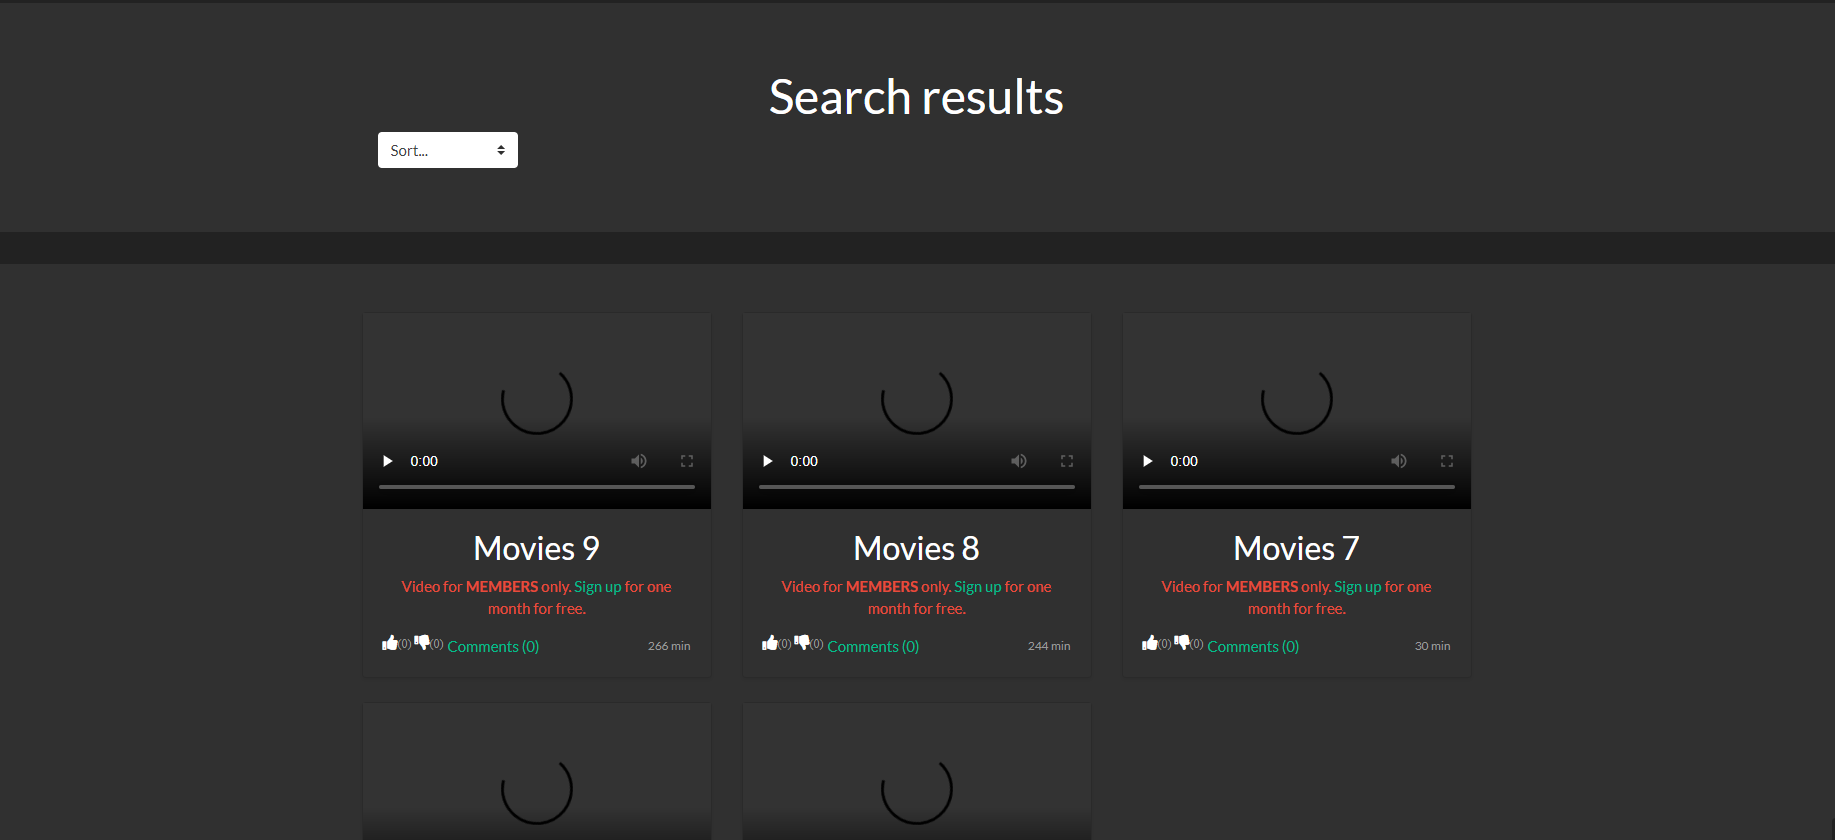 Search results
Sort...
0:00
0:00
0:00
Movies 9
Video for MEMBERS only. Sign up for one
month for free.
(0) (0) Comments (0) 266 min
Movies 8
Video for MEMBERS only. Sign up for one
month for free.
(0) (0) Comments (0) 244 min
Movies 7
Video for MEMBERS only. Sign up for one
month for free.
(0) (0) Comments (0) 30 min